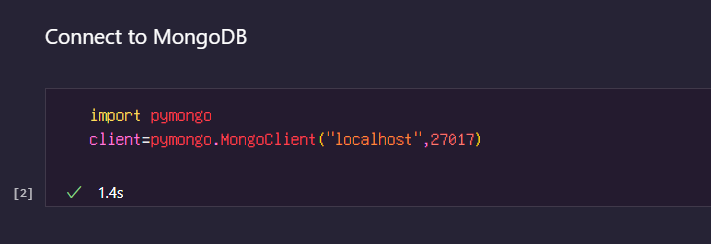 Connect to MongoDB
import pymongo
client=pymongo.MongoClient("localhost",27017)
[2] ✓ 1.4s